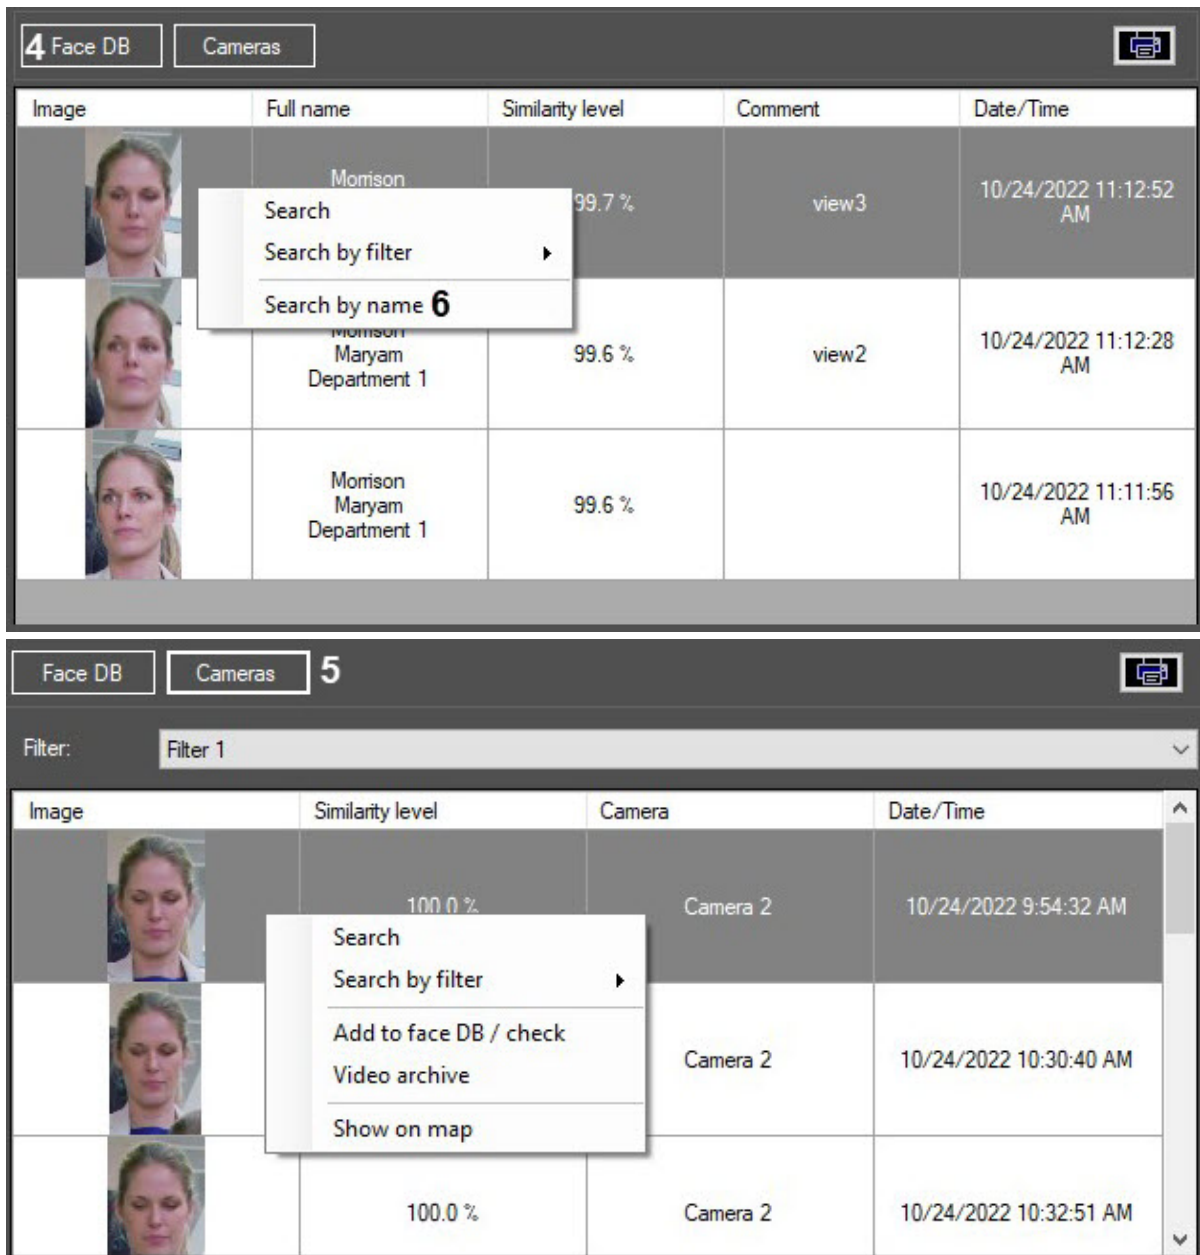 4 Face DB Cameras
Image Full name Similarity level Comment Date/Time
Morrison
99.7 % view3 10/24/2022 11:12:52
AM
Search
Search by filter
Search by name 6
Morrison
Maryam
Department 1
99.6 % view2 10/24/2022 11:12:28
AM
Morrison
Maryam
Department 1
99.6 % 10/24/2022 11:11:56
AM
Face DB Cameras 5
Filter: Filter 1
Image Similarity level Camera Date/Time
100.0 % Camera 2 10/24/2022 9:54:32 AM
Search
Search by filter
Add to face DB / check
Video archive
Show on map
Camera 2 10/24/2022 10:30:40 AM
100.0 % Camera 2 10/24/2022 10:32:51 AM